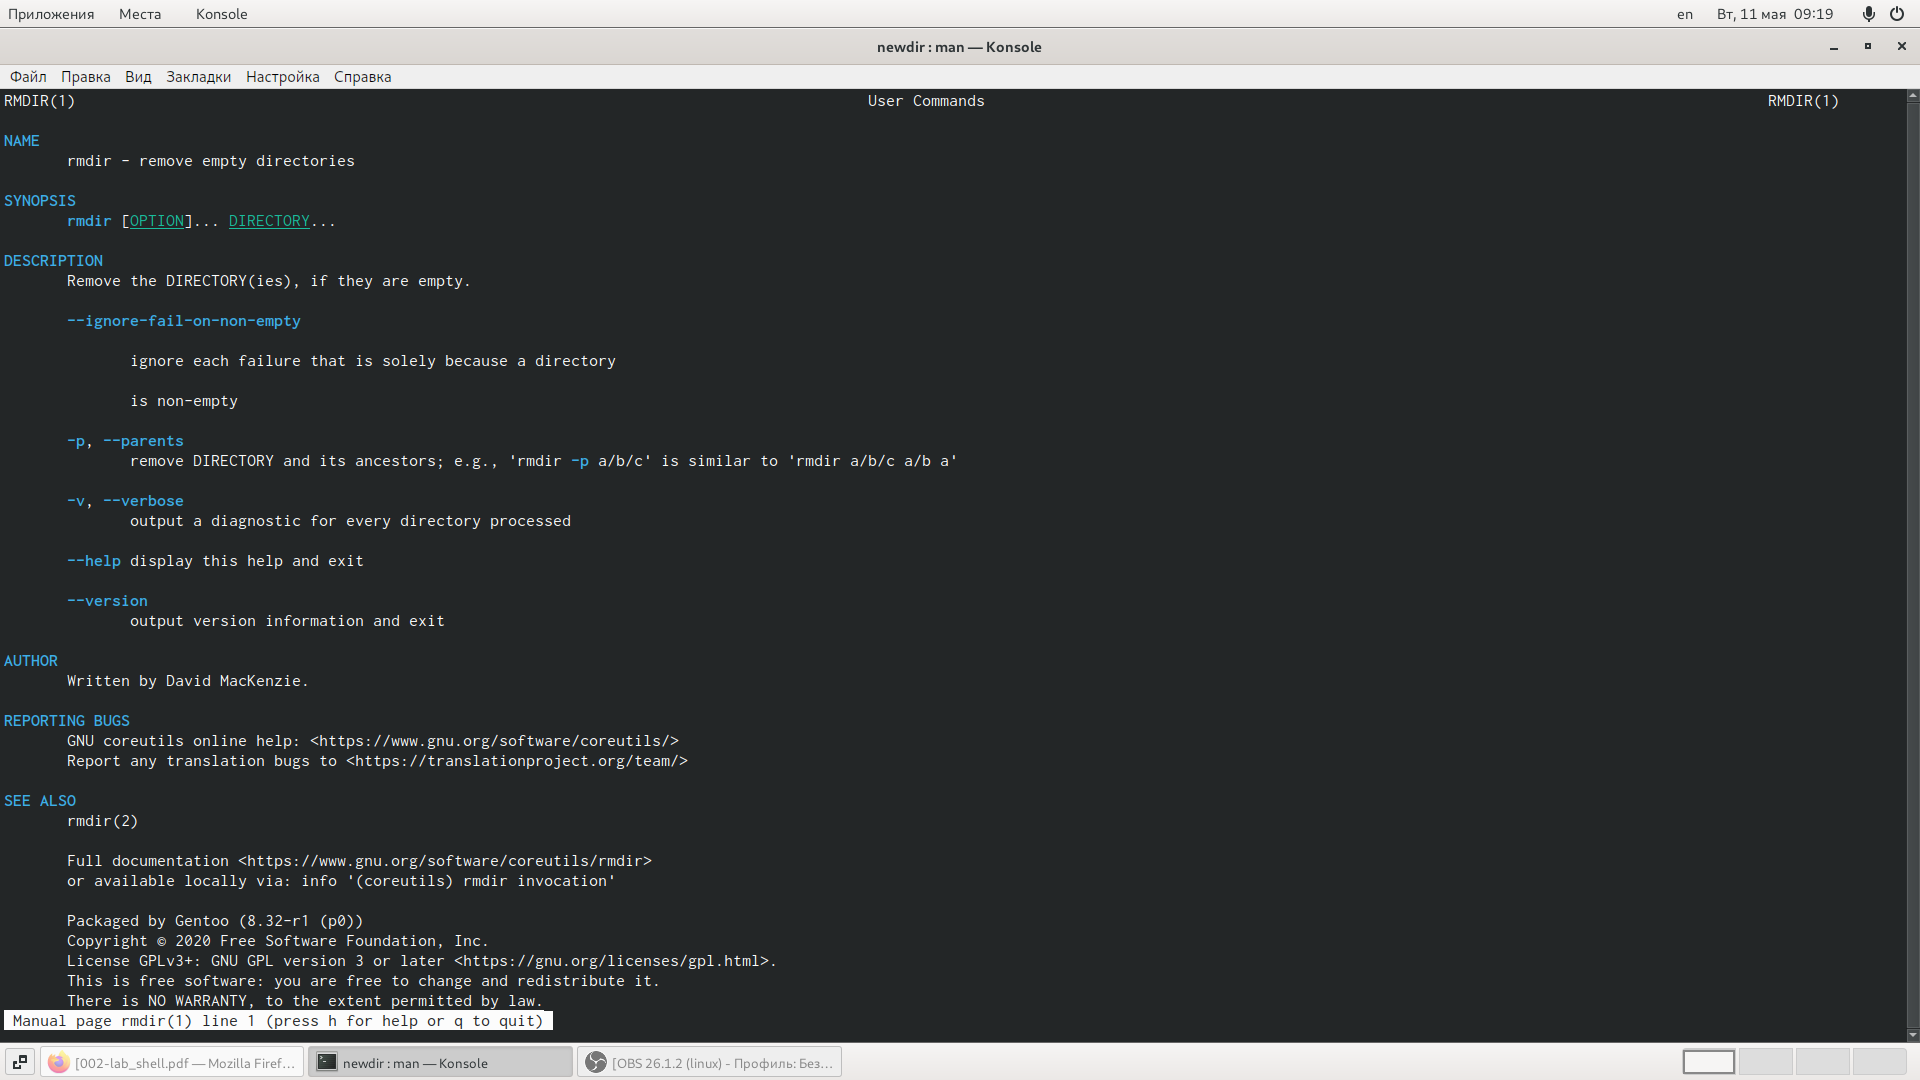 Приложения Места Konsole en Вт, 11 мая 09:19
newdir : man — Konsole
Файл Правка Вид Закладки Настройка Справка
RMDIR(1) User Commands RMDIR(1)
NAME
rmdir - remove empty directories
SYNOPSIS
rmdir [OPTION]... DIRECTORY...
DESCRIPTION
Remove the DIRECTORY(ies), if they are empty.
--ignore-fail-on-non-empty
ignore each failure that is solely because a directory
is non-empty
-p, --parents
remove DIRECTORY and its ancestors; e.g., 'rmdir -p a/b/c' is similar to 'rmdir a/b/c a/b a'
-v, --verbose
output a diagnostic for every directory processed
--help display this help and exit
--version
output version information and exit
AUTHOR
Written by David MacKenzie.
REPORTING BUGS
GNU coreutils online help: <https://www.gnu.org/software/coreutils/>
Report any translation bugs to <https://translationproject.org/team/>
SEE ALSO
rmdir(2)
Full documentation <https://www.gnu.org/software/coreutils/rmdir>
or available locally via: info '(coreutils) rmdir invocation'
Packaged by Gentoo (8.32-r1 (p0))
Copyright © 2020 Free Software Foundation, Inc.
License GPLv3+: GNU GPL version 3 or later <https://gnu.org/licenses/gpl.html>.
This is free software: you are free to change and redistribute it.
There is NO WARRANTY, to the extent permitted by law.
Manual page rmdir(1) line 1 (press h for help or q to quit)
[002-lab_shell.pdf — Mozilla Firef... newdir : man — Konsole [OBS 26.1.2 (linux) - Профиль: Без...